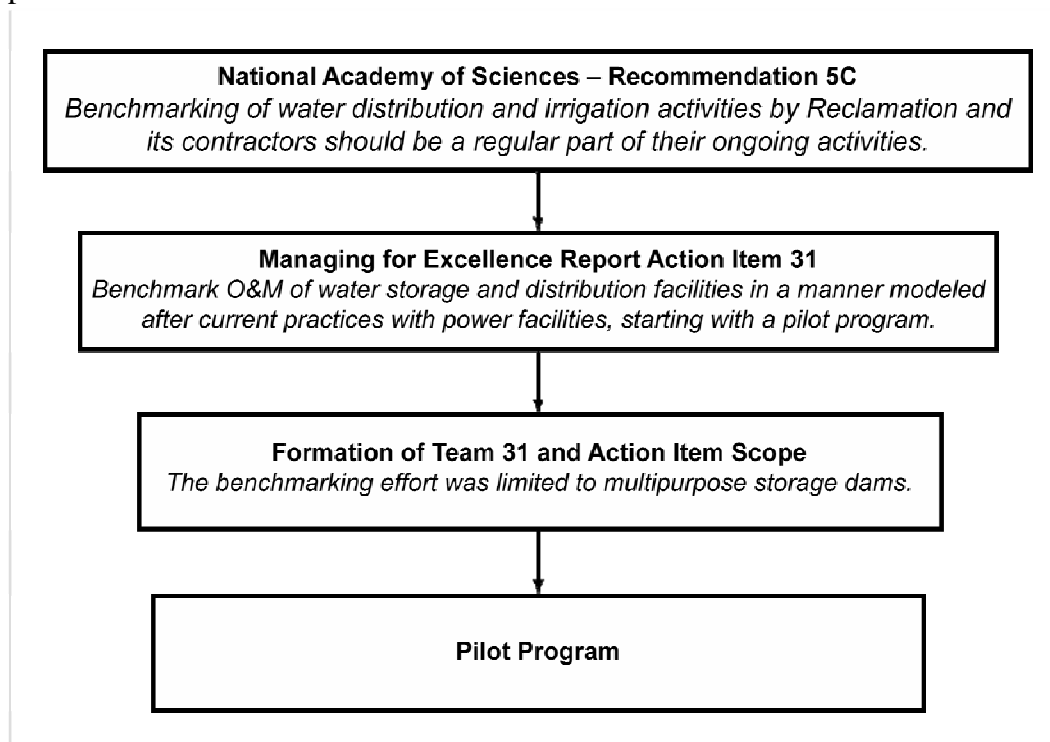 National Academy of Sciences – Recommendation 5C
Benchmarking of water distribution and irrigation activities by Reclamation and
its contractors should be a regular part of their ongoing activities.
Managing for Excellence Report Action Item 31
Benchmark O&M of water storage and distribution facilities in a manner modeled
after current practices with power facilities, starting with a pilot program.
Formation of Team 31 and Action Item Scope
The benchmarking effort was limited to multipurpose storage dams.
Pilot Program